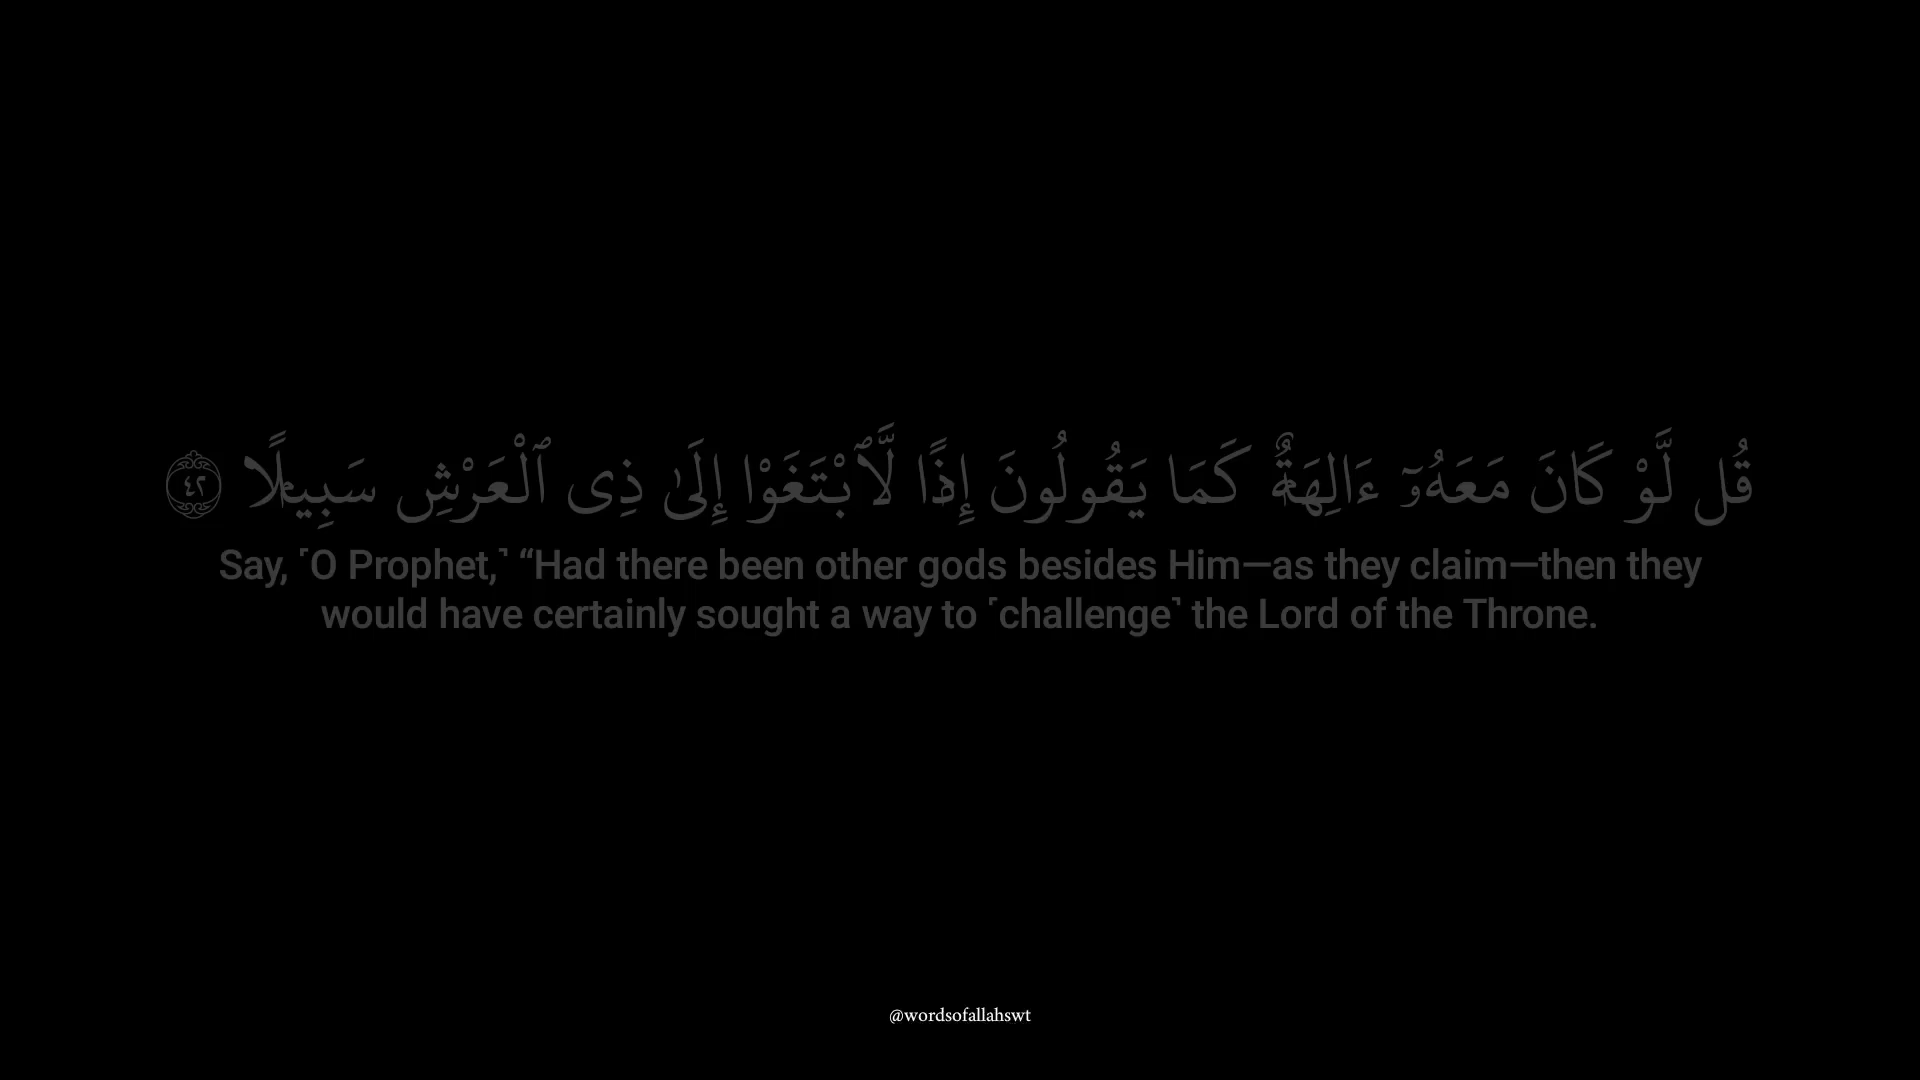 قُل لَّوْ كَانَ مَعَهُۥٓ ءَالِهَةٌۭ كَمَا يَقُولُونَ إِذًۭا لَّٱبْتَغَوْا۟ إِلَىٰ ذِى ٱلْعَرْشِ سَبِيلًۭا ٤٢
Say, ˹O Prophet,˺ “Had there been other gods besides Him—as they claim—then they
would have certainly sought a way to ˹challenge˺ the Lord of the Throne.
@wordsofallahswt